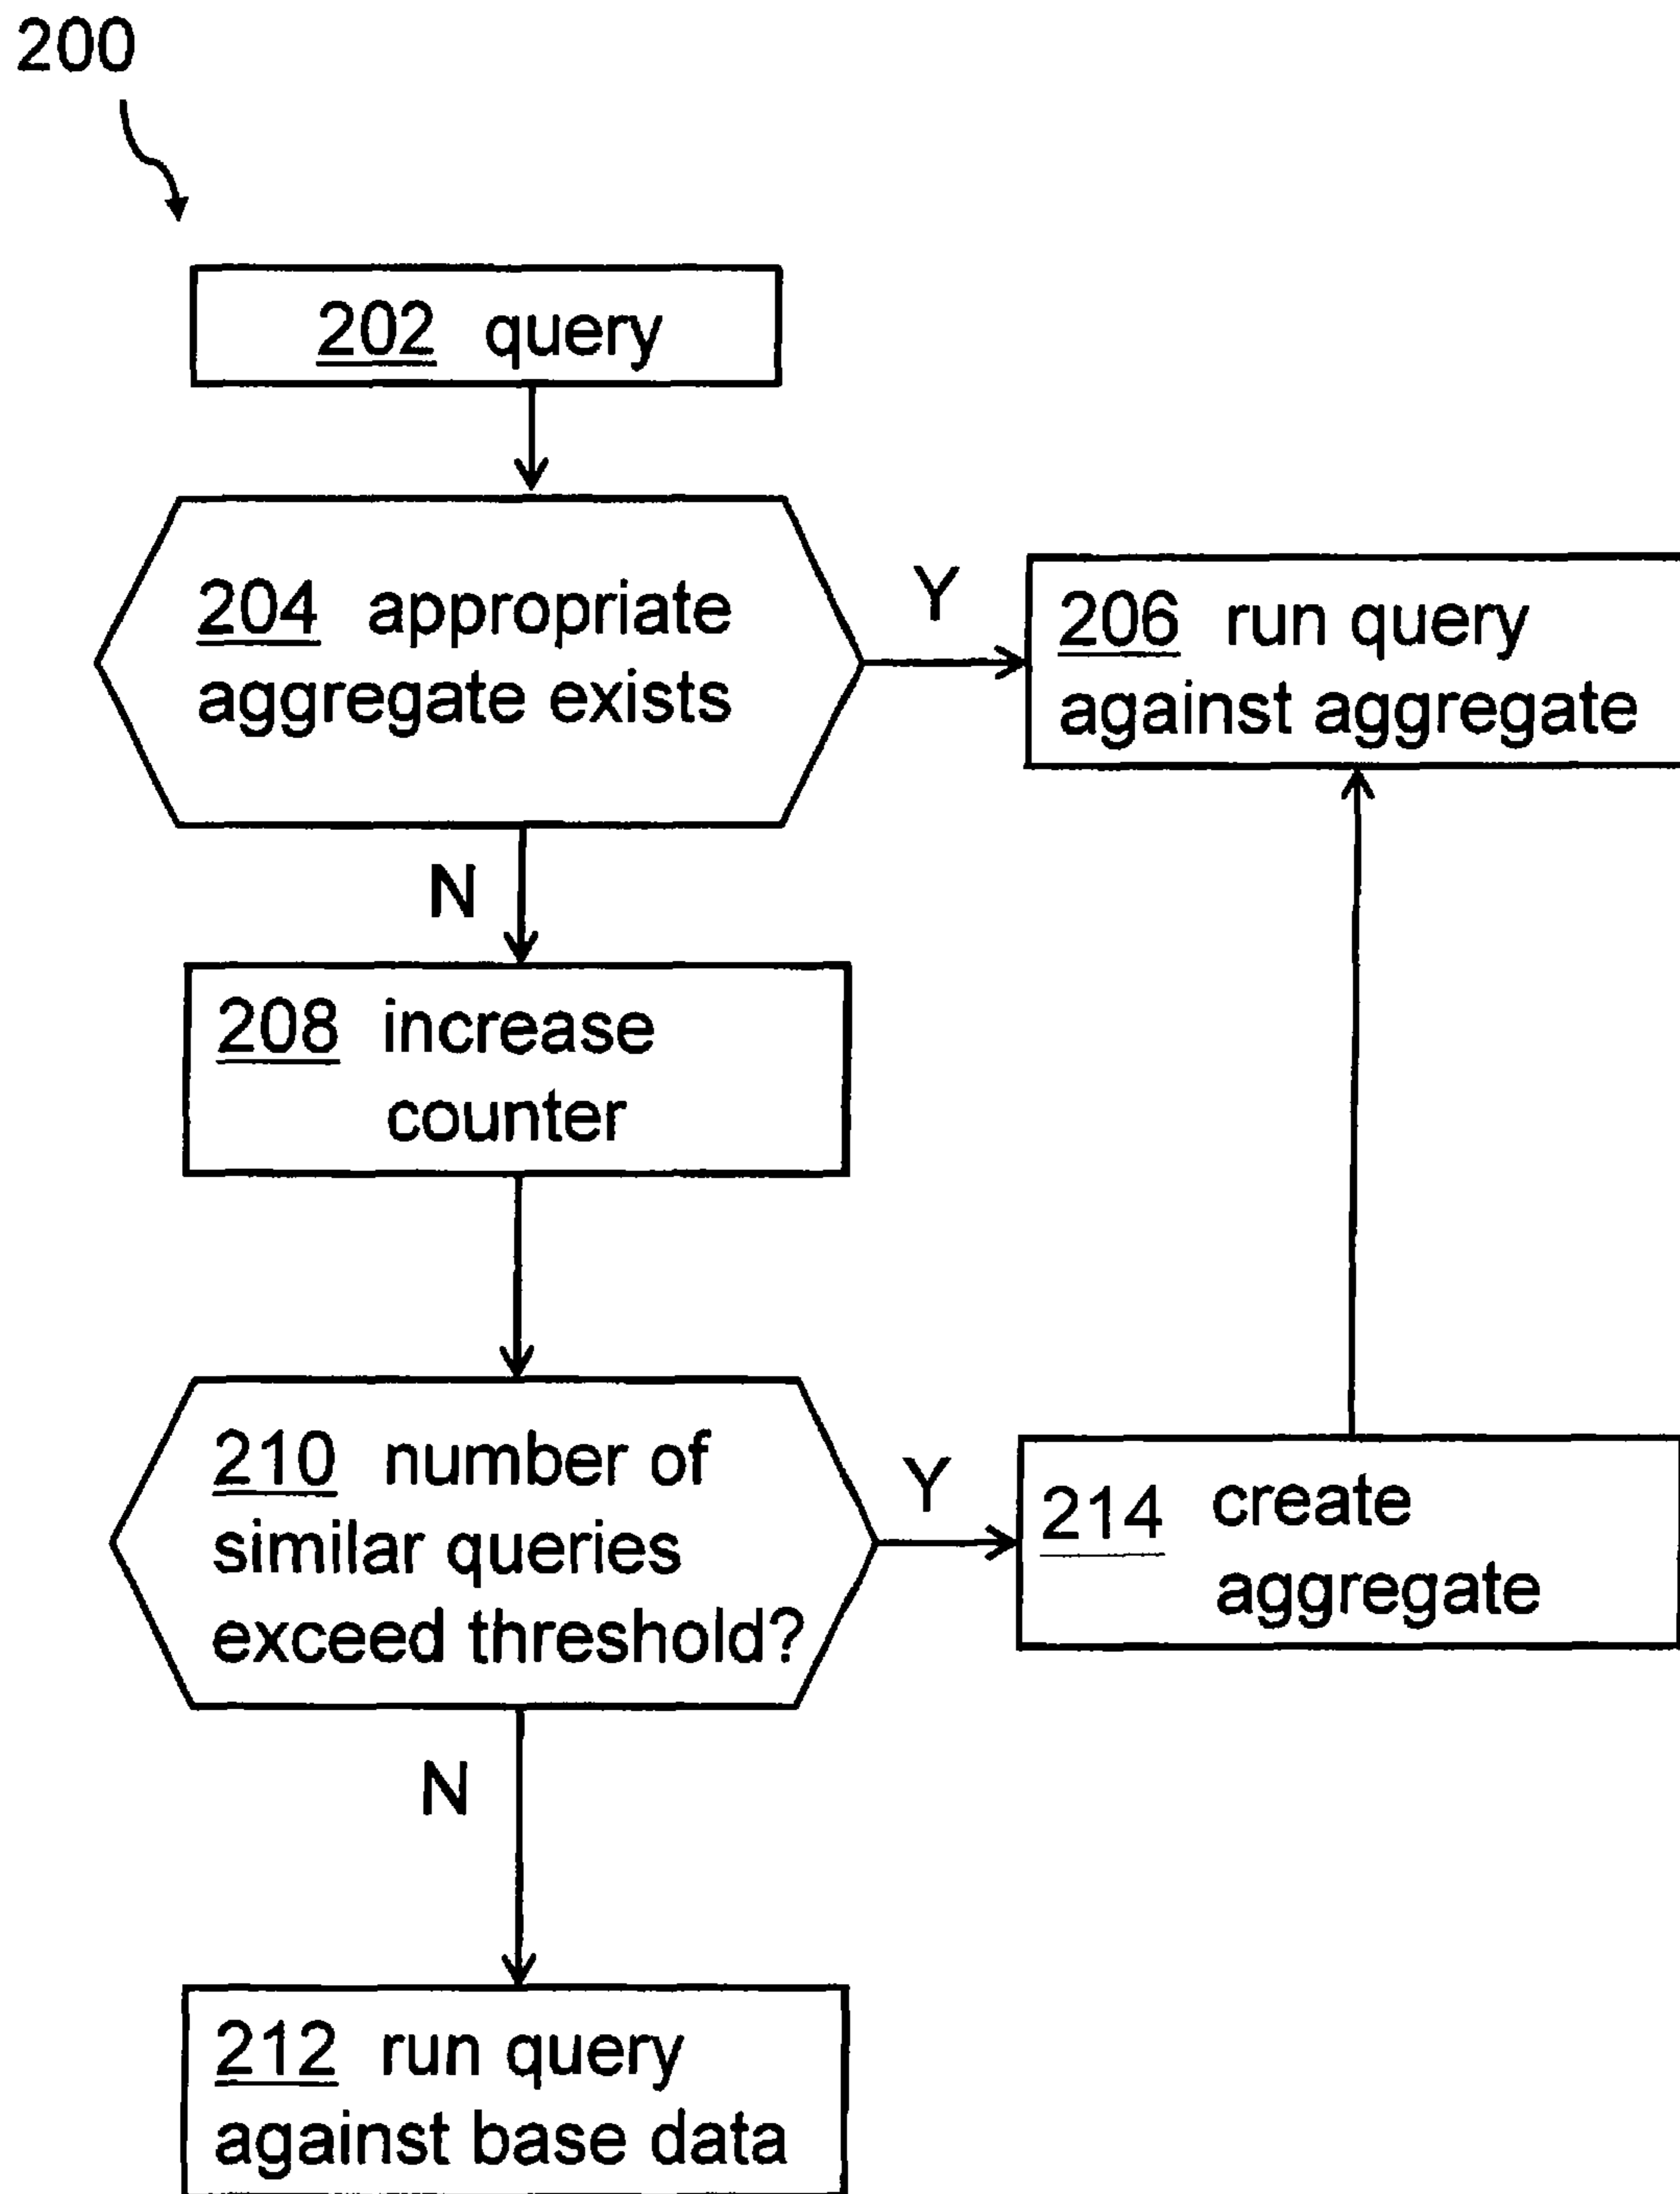 200
202 query
204 appropriate
aggregate exists
Y
206 run query
against aggregate
N
208 increase
counter
210 number of
similar queries
exceed threshold?
Y
214 create
aggregate
N
212 run query
against base data